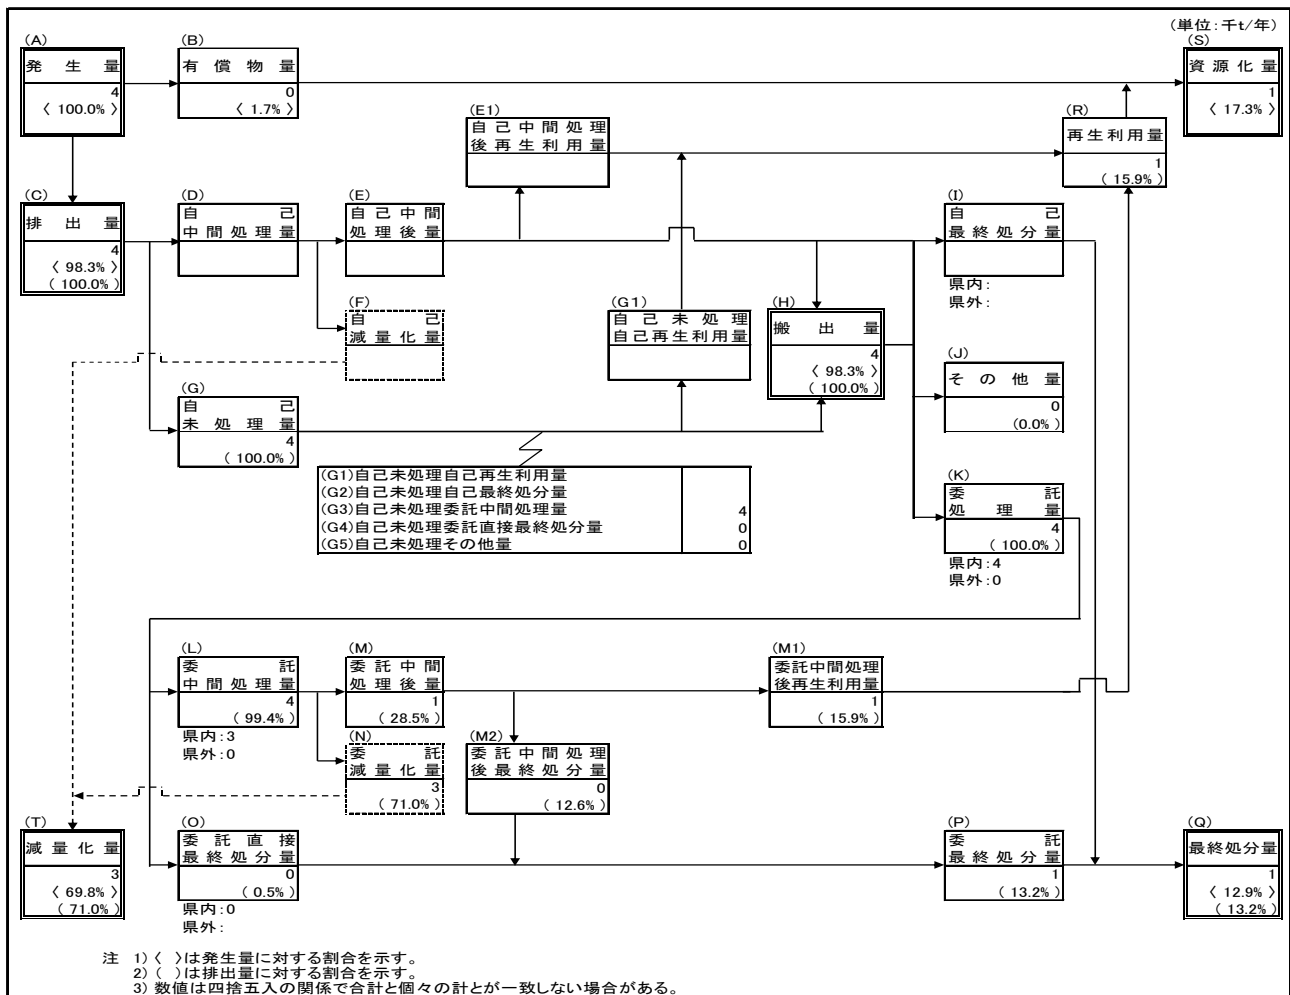 (単位:千t/年)
(A)
発生量
4
〈 100.0% 〉
(B)
有償物量
0
〈 1.7% 〉
(S)
資源化量
1
〈 17.3% 〉
(E1)
自己中間処理
後再生利用量
(R)
再生利用量
1
( 15.9% )
(C)
排出量
4
〈 98.3% 〉
( 100.0% )
(D)
自己
中間処理量
(E)
自己中間
処理後量
(I)
自己
最終処分量
県内:
県外:
(F)
自己
減量化量
(G1)
自己未処理
自己再生利用量
(H)
搬出量
4
〈 98.3% 〉
( 100.0% )
(J)
その他量
0
(0.0% )
(G)
自己
未処理量
4
( 100.0% )
(G1)自己未処理自己再生利用量
(G2)自己未処理自己最終処分量
(G3)自己未処理委託中間処理量 4
(G4)自己未処理委託直接最終処分量 0
(G5)自己未処理その他量 0
(K)
委託
処理量
4
( 100.0% )
県内:4
県外:0
(L)
委託
中間処理量
4
( 99.4% )
県内:3
県外:0
(M)
委託中間
処理後量
1
( 28.5% )
(M1)
委託中間処理
後再生利用量
1
( 15.9% )
(N)
委託
減量化量
3
( 71.0% )
(M2)
委託中間処理
後最終処分量
0
( 12.6% )
(T)
減量化量
3
〈 69.8% 〉
( 71.0% )
(O)
委託直接
最終処分量
0
( 0.5% )
県内:0
県外:
(P)
委託
最終処分量
1
( 13.2% )
(Q)
最終処分量
1
〈 12.9% 〉
( 13.2% )
注 1) 〈 〉は発生量に対する割合を示す。
2) ( )は排出量に対する割合を示す。
3) 数値は四捨五入の関係で合計と個々の計とが一致しない場合がある。